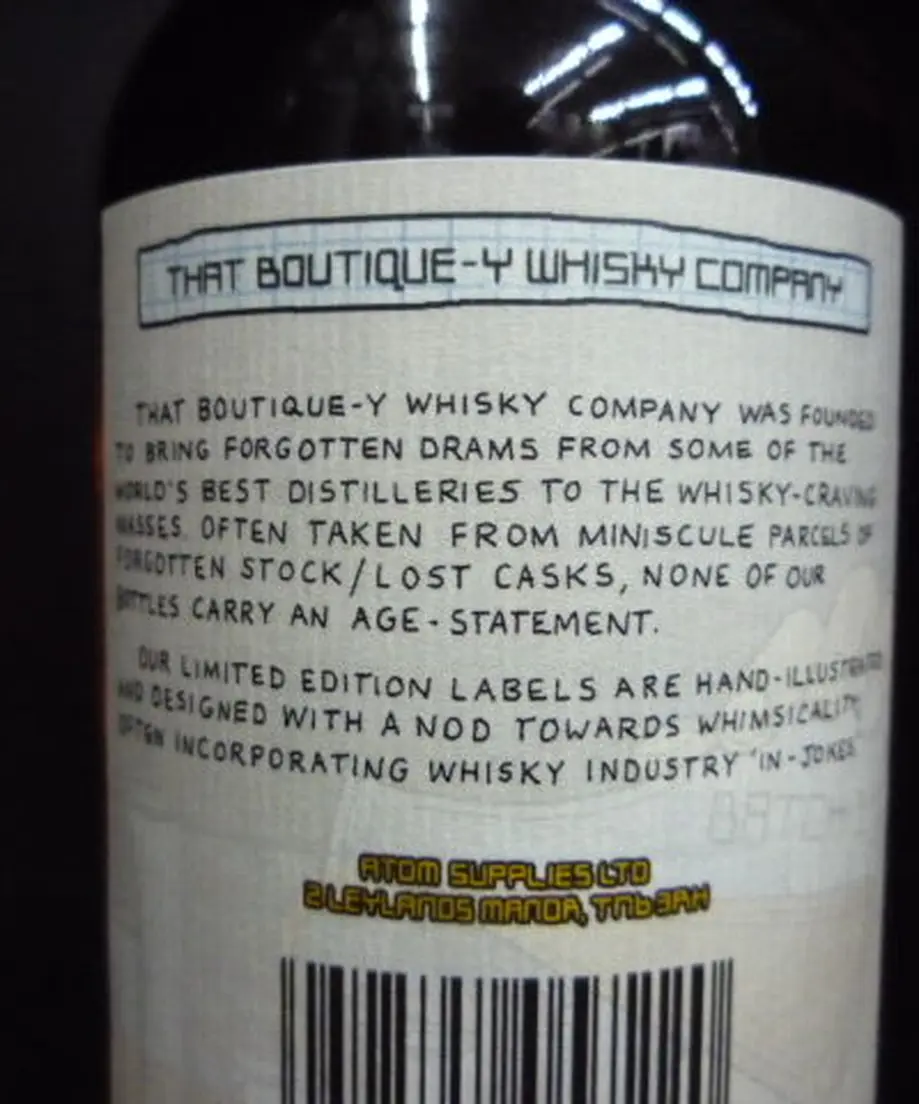 THAT BOUTIQUE-Y WHISKY COMPANY
THAT BOUTIQUE-Y WHISKY COMPANY WAS FOUNDED
TO BRING FORGOTTEN DRAMS FROM SOME OF THE
WORLD'S BEST DISTILLERIES TO THE WHISKY-CRAVING
MASSES. OFTEN TAKEN FROM MINISCULE PARCELS OF
FORGOTTEN STOCK/LOST CASKS, NONE OF OUR
BOTTLES CARRY AN AGE-STATEMENT.
OUR LIMITED EDITION LABELS ARE HAND-ILLUSTRATED
AND DESIGNED WITH A NOD TOWARDS WHIMSICALITY,
OFTEN INCORPORATING WHISKY INDUSTRY 'IN-JOKES'
BATCH
ATOM SUPPLIES LTD
2 LEYLANDS MANOR, TN6 3RH